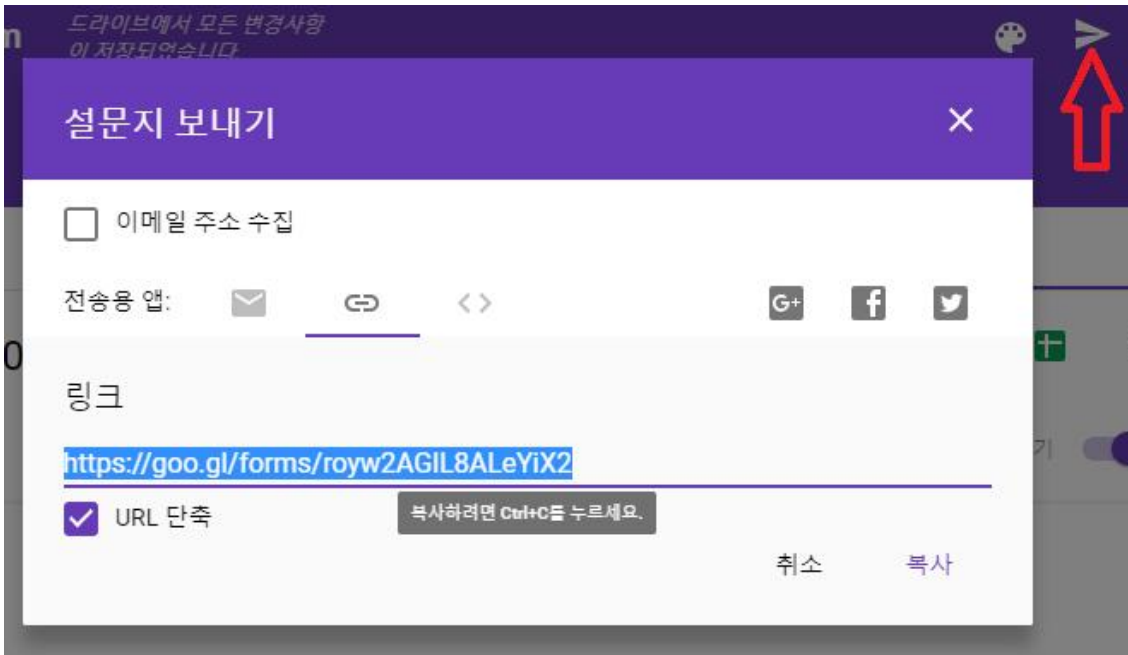 m
드라이브에서 모든 변경사항
이 저장되었습니다
설문지 보내기
이메일 주소 수집
전송용 앱:
G+
링크
https://goo.gl/forms/royw2AGIL8ALeYiX2
URL 단축
복사하려면 Ctrl+C를 누르세요.
취소
복사
0
기